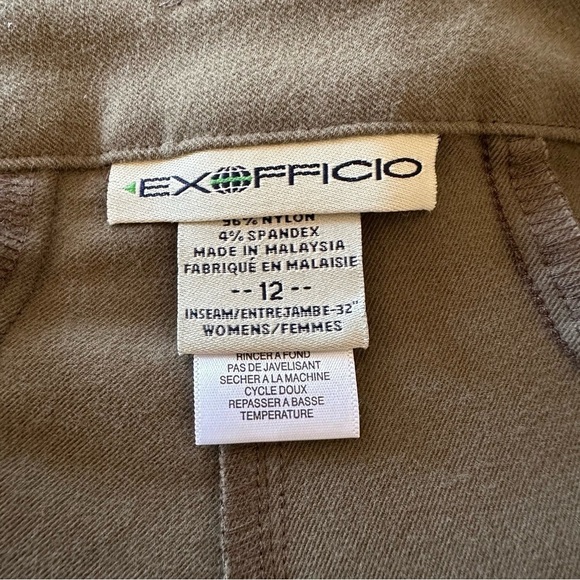 EXOFFICIO
96% NYLON
4% SPANDEX
MADE IN MALAYSIA
FABRIQUÉ EN MALAISIE
-- 12 --
INSEAM/ENTREJAMBE-32"
WOMENS/FEMMES
RINCER A FOND
PAS DE JAVELISER
SECHER A LA MACHINE
CYCLE DOUX
REPASSER A BASSE
TEMPERATURE